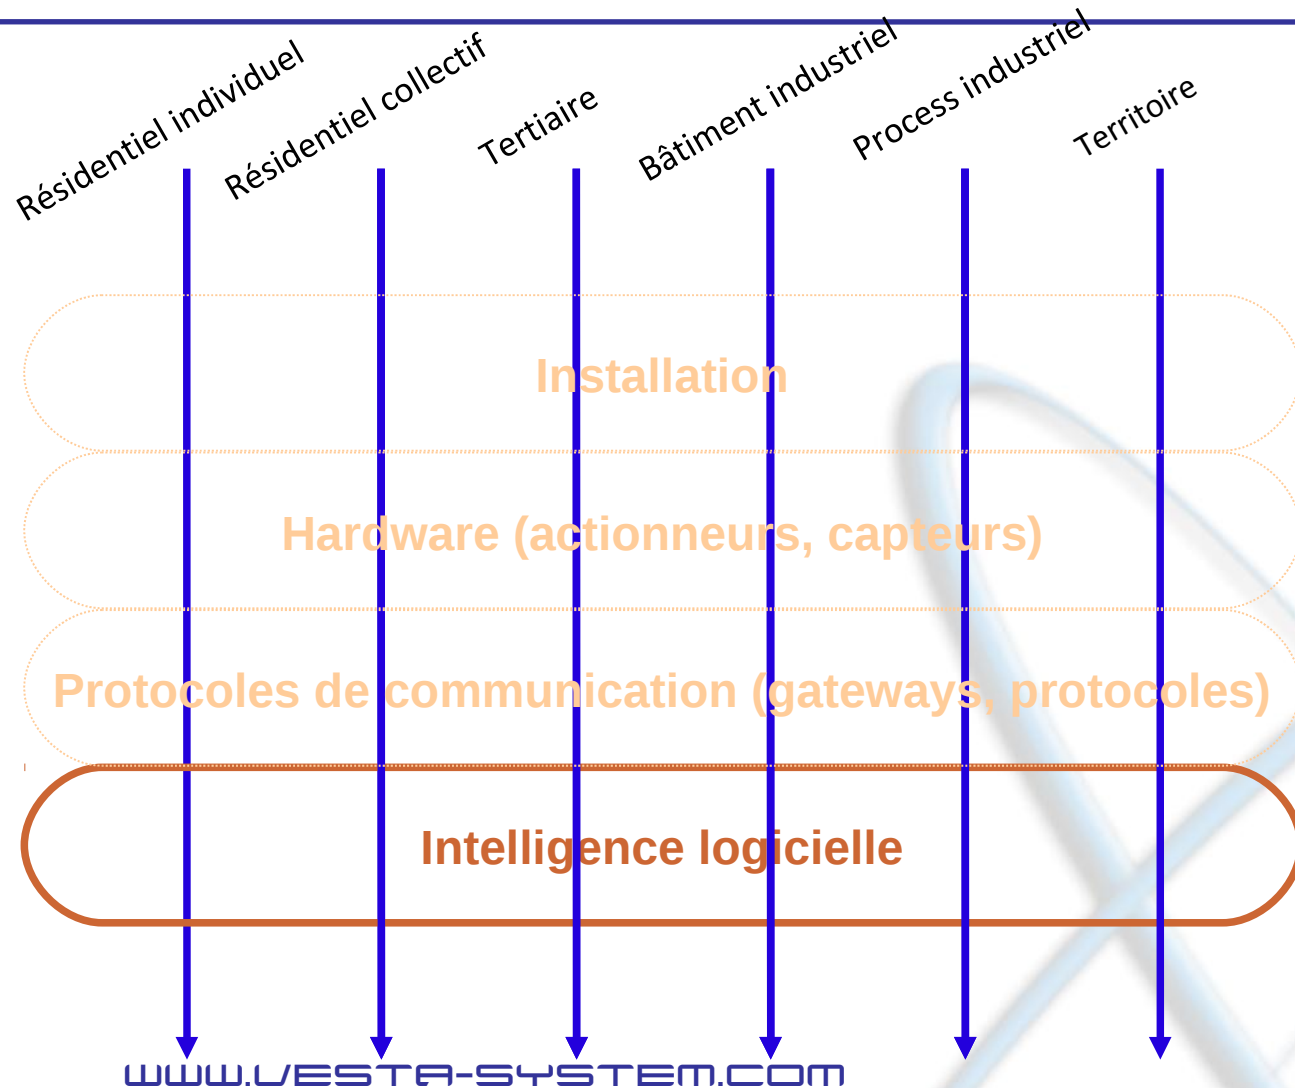 Résidentiel individuel
Résidentiel collectif
Tertiaire
Bâtiment industriel
Process industriel
Territoire
Installation
Hardware (actionneurs, capteurs)
Protocoles de communication (gateways, protocoles)
Intelligence logicielle
www.vesta-system.com